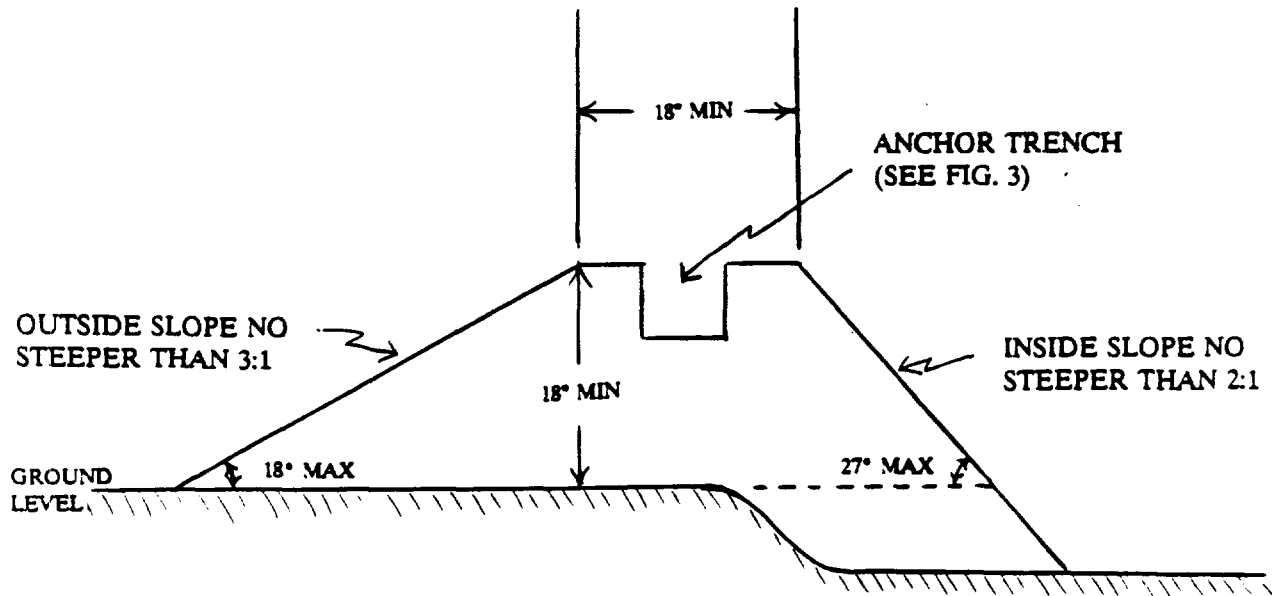 18" MIN
ANCHOR TRENCH
(SEE FIG. 3)
OUTSIDE SLOPE NO
STEEPER THAN 3:1
INSIDE SLOPE NO
STEEPER THAN 2:1
18" MIN
18° MAX
27° MAX
GROUND
LEVEL